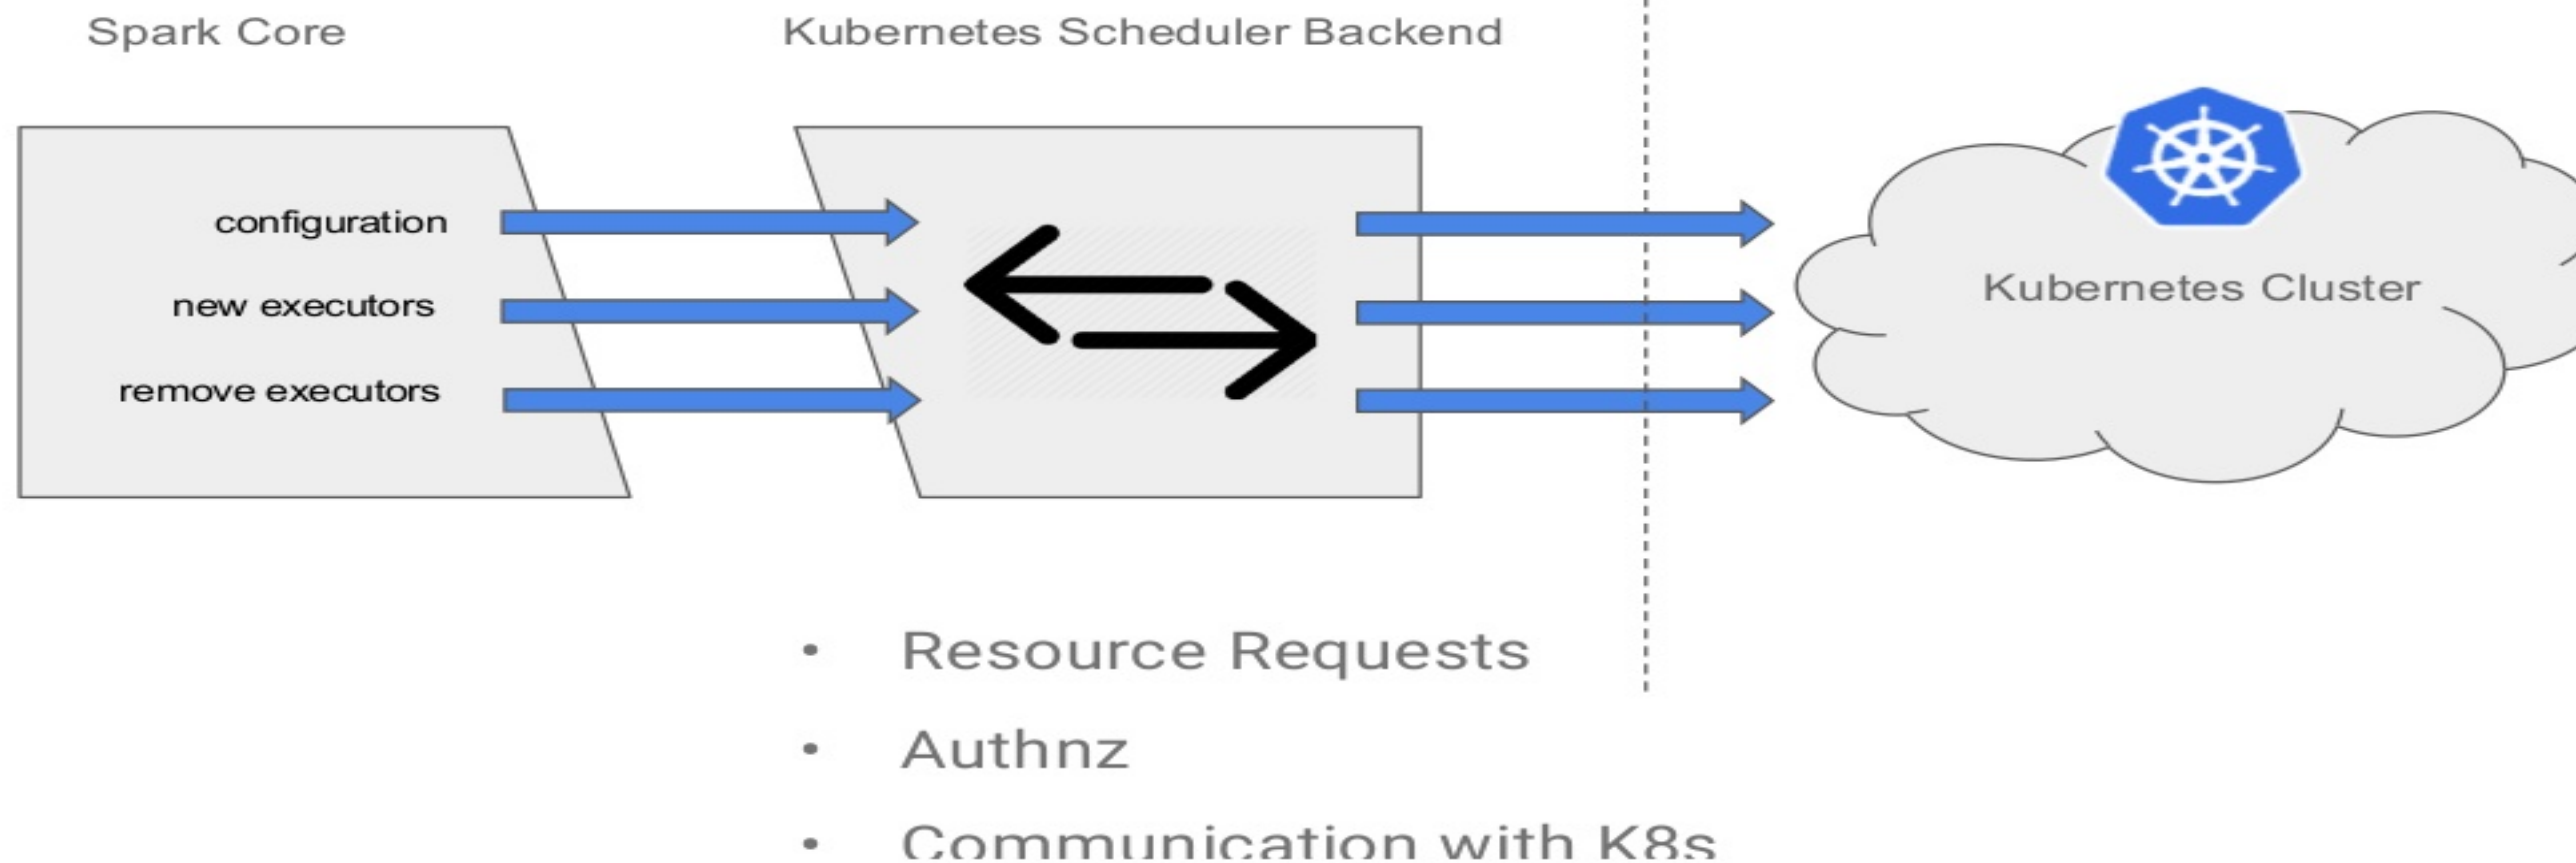 Spark Core
Kubernetes Scheduler Backend
configuration
new executors
remove executors
Kubernetes Cluster
• Resource Requests
• Authnz
• Communication with K8s